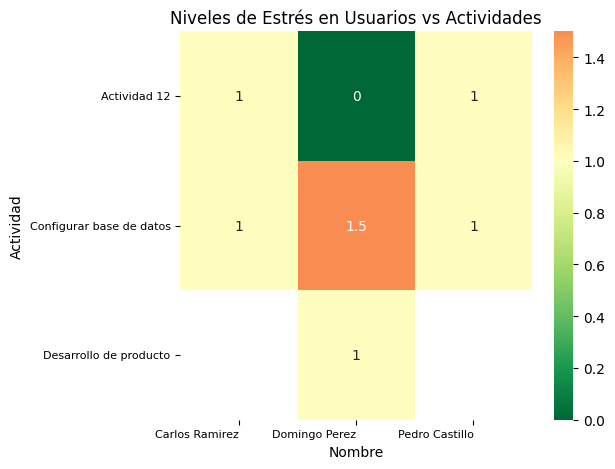 Niveles de Estrés en Usuarios vs Actividades
Actividad
Actividad 12
1 0 1
Configurar base de datos
1 1.5 1
Desarrollo de producto
1
Carlos Ramirez
Domingo Perez
Pedro Castillo
Nombre
1.4
1.2
1.0
0.8
0.6
0.4
0.2
0.0